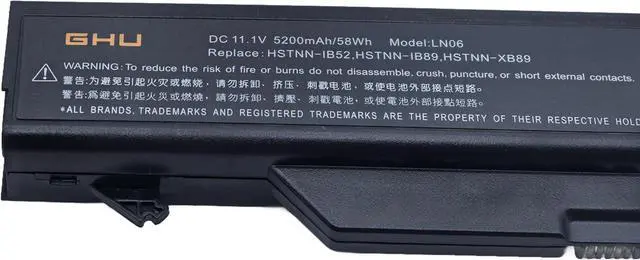 GHU
DC 11.1V 5200mAh/58Wh Model:LN06
Replace: HSTNN-IB52,HSTNN-IB89,HSTNN-XB89
WARNING: To reduce the risk of fire or burns do not disassemble, crush, puncture, or short external contacts.
警告:为避免引起火灾或燃烧，请勿拆卸、挤压、刺戳电池、或使电池外部接点短路。
警告:爲避免引起火災或燃燒，請勿拆卸、擠壓、刺戳電池、或使電池外部接點短路。
*ALL BRANDS, TRADEMARKS AND REGISTERED TRADEMARKS ARE THE PROPERTY OF THEIR RESPECTIVE HOLD